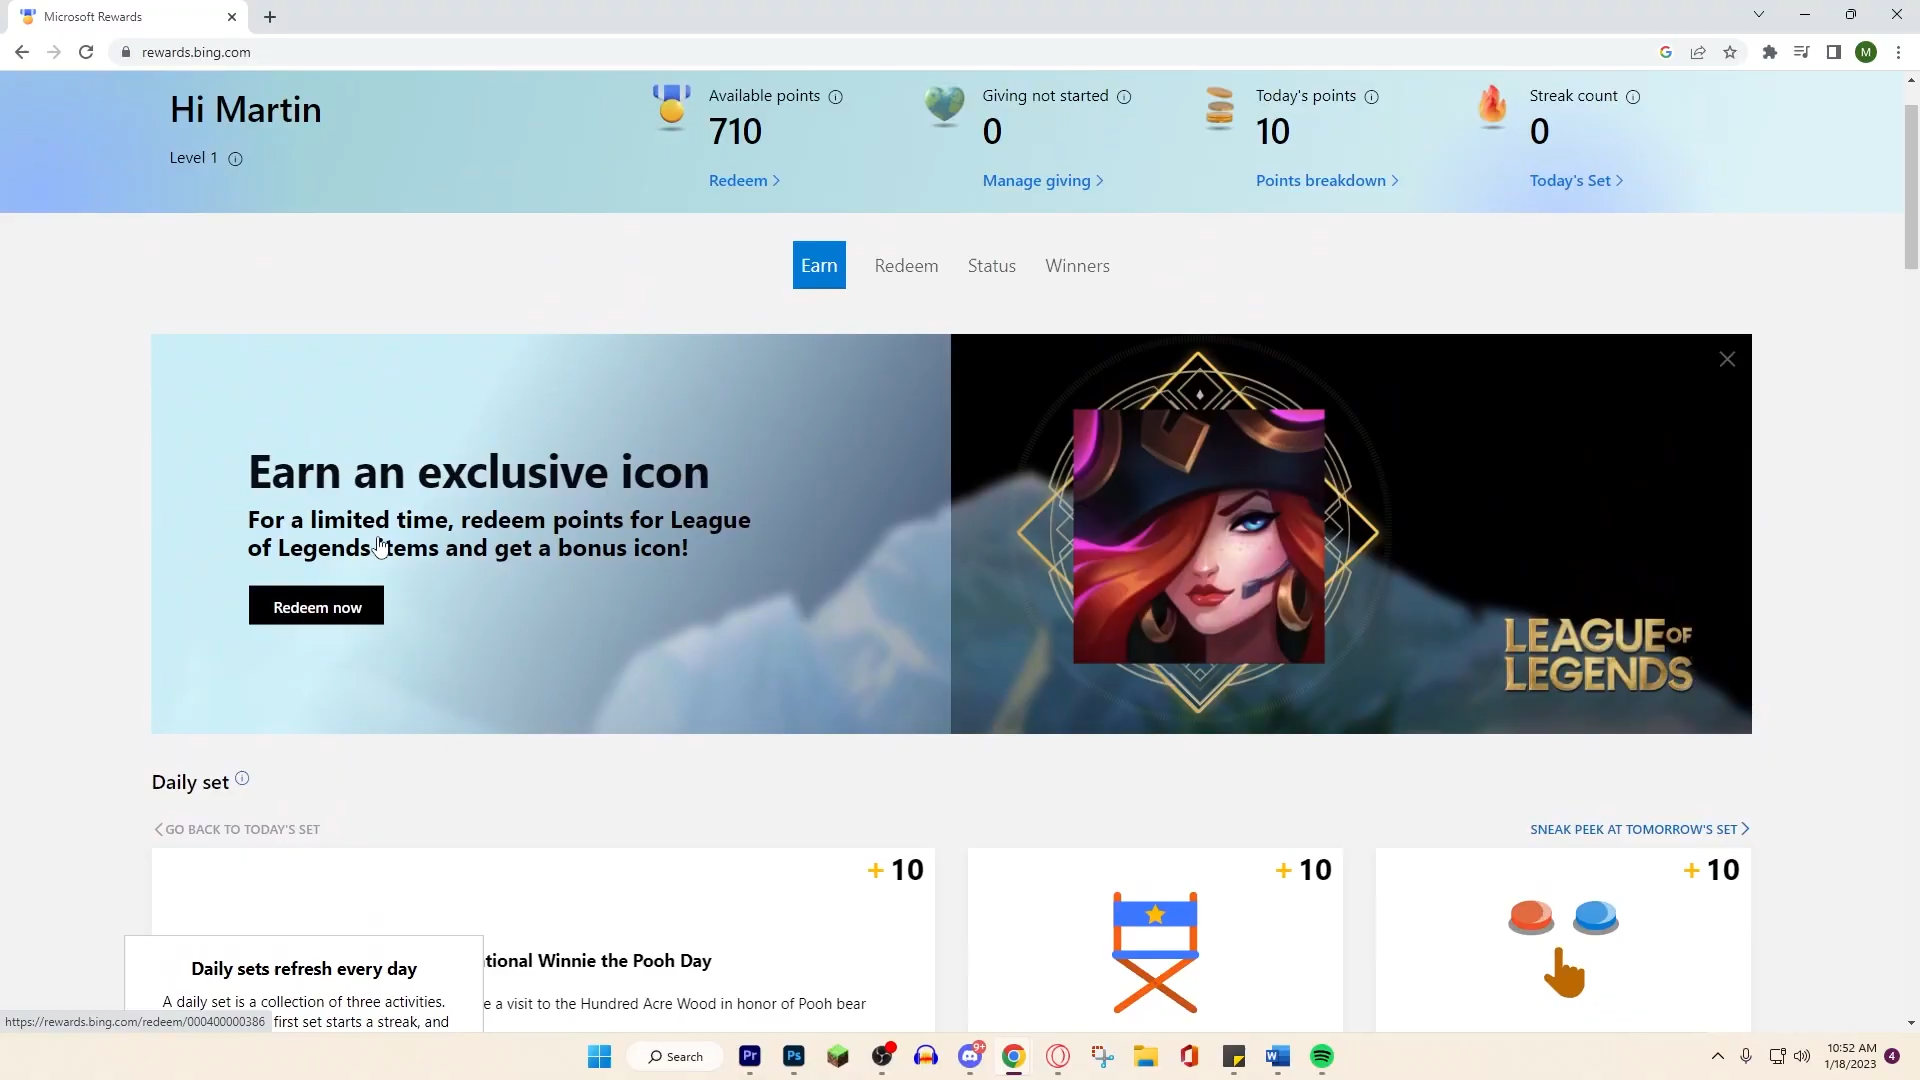 Microsoft Rewards
rewards.bing.com
M
Hi Martin
Level 1
Available points
710
Redeem >
Giving not started
0
Manage giving >
Today's points
10
Points breakdown >
Streak count
0
Today's Set >
Earn Redeem Status Winners
Earn an exclusive icon
For a limited time, redeem points for League
of Legends items and get a bonus icon!
Redeem now
LEAGUE OF
LEGENDS
Daily set
GO BACK TO TODAY'S SET
SNEAK PEEK AT TOMORROW'S SET
+ 10
+ 10
+ 10
tional Winnie the Pooh Day
e a visit to the Hundred Acre Wood in honor of Pooh bear
Daily sets refresh every day
A daily set is a collection of three activities.
first set starts a streak, and
https://rewards.bing.com/redeem/000400000386
Search
Pr
Ps
9+
W
10:52 AM
1/18/2023
4